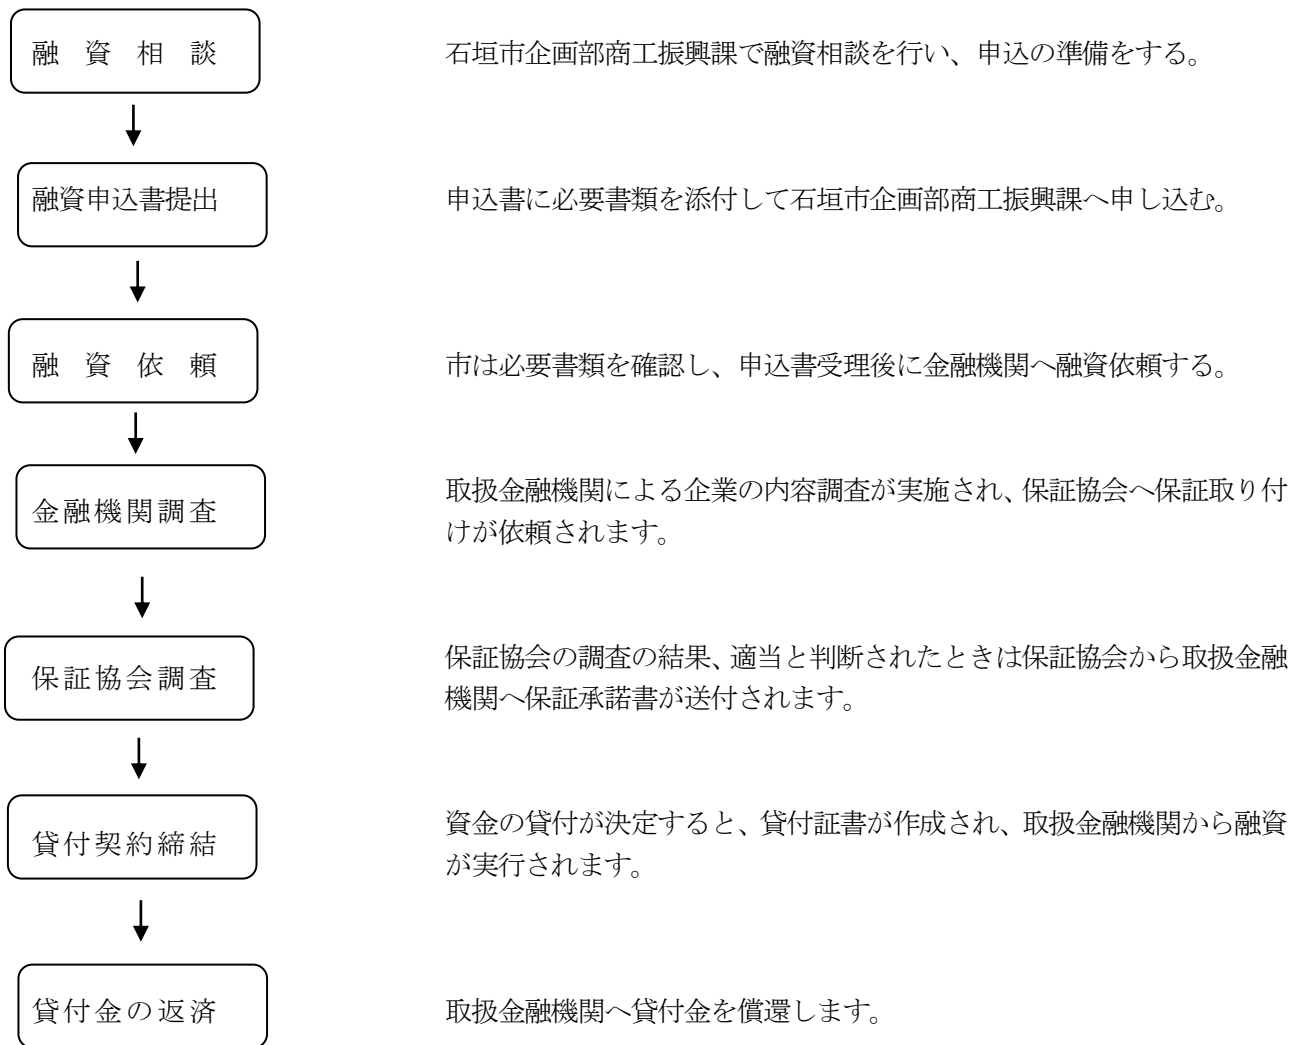 融資相談
石垣市企画部商工振興課で融資相談を行い、申込の準備をする。
融資申込書提出
申込書に必要書類を添付して石垣市企画部商工振興課へ申し込む。
融資依頼
市は必要書類を確認し、申込書受理後に金融機関へ融資依頼する。
金融機関調査
取扱金融機関による企業の内容調査が実施され、保証協会へ保証取り付
けが依頼されます。
保証協会調査
保証協会の調査の結果、適当と判断されたときは保証協会から取扱金融
機関へ保証承諾書が送付されます。
貸付契約締結
資金の貸付が決定すると、貸付証書が作成され、取扱金融機関から融資
が実行されます。
貸付金の返済
取扱金融機関へ貸付金を償還します。